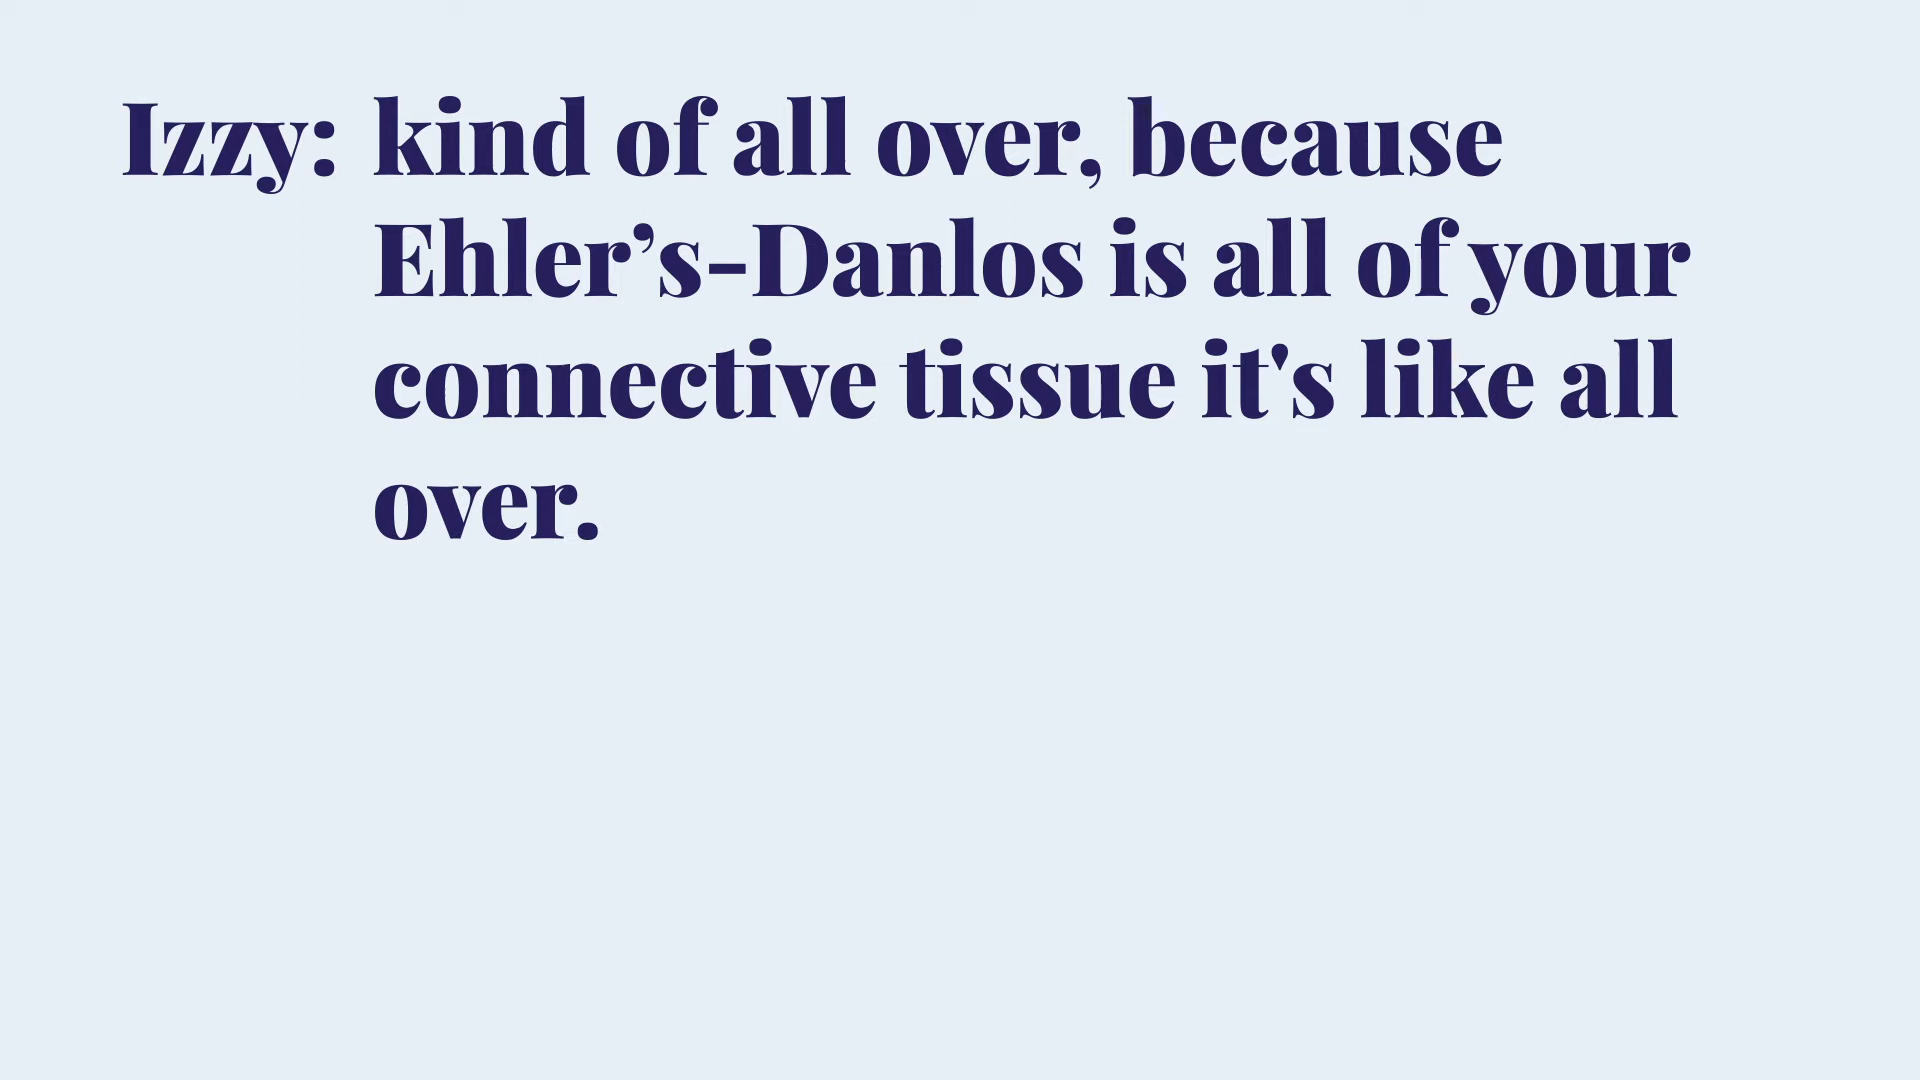 Izzy: kind of all over, because
Ehler’s-Danlos is all of your
connective tissue it's like all
over.